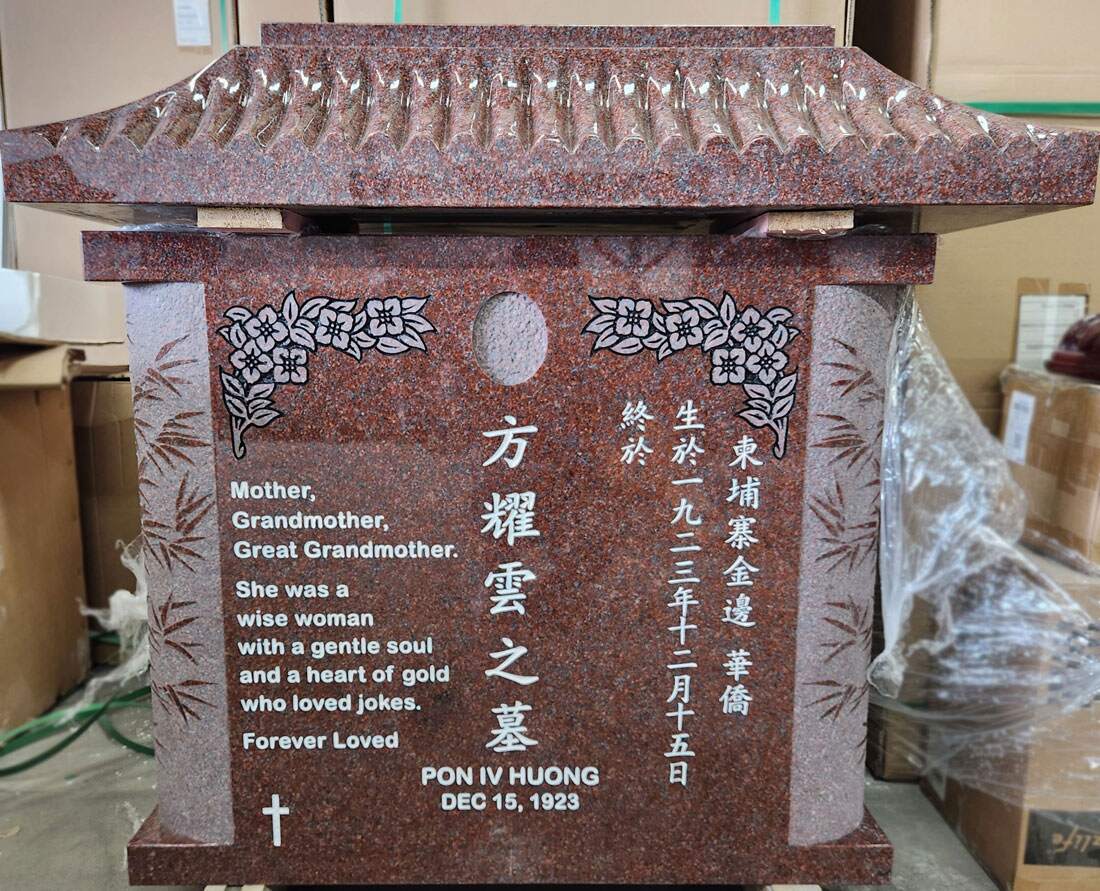 柬埔寨金邊 華僑
生於一九二三年十二月十五日
終於
方耀雲之墓
Mother,
Grandmother,
Great Grandmother.
She was a
wise woman
with a gentle soul
and a heart of gold
who loved jokes.
Forever Loved
PON IV HUONG
DEC 15, 1923